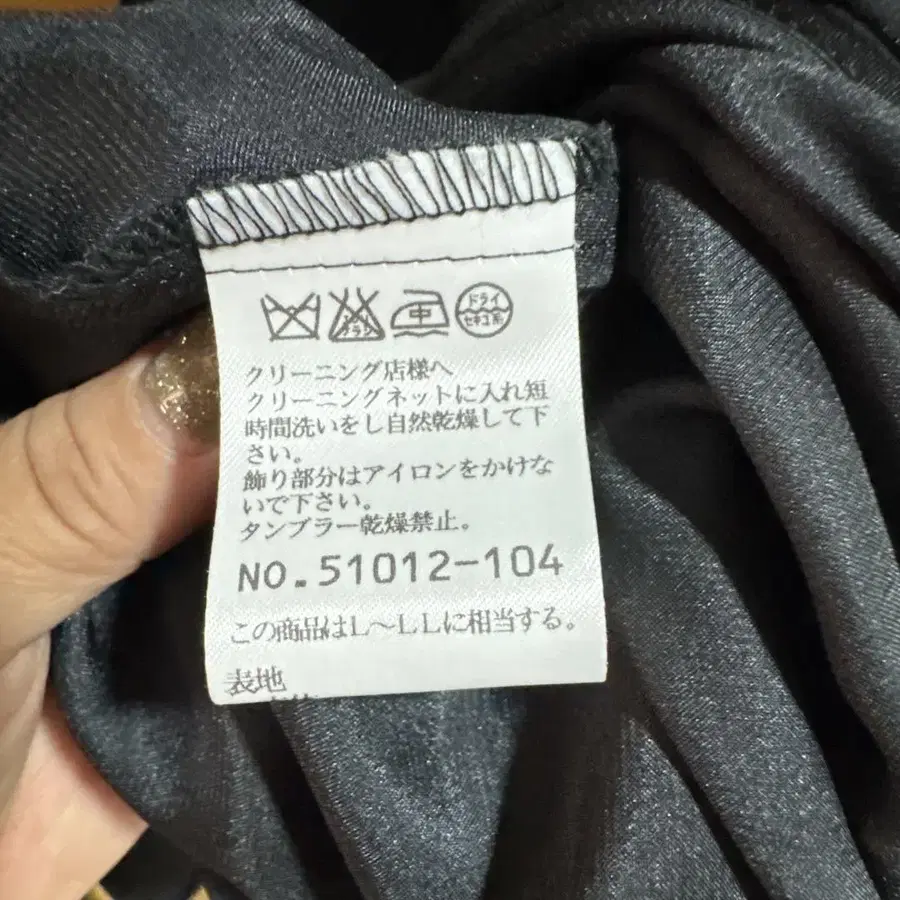 エンソ
中
ドライ
セキユ系
クリーニング店様へ
クリーニングネットに入れ短
時間洗いをし自然乾燥して下
さい。
飾り部分はアイロンをかけな
いで下さい。
タンブラー乾燥禁止。
NO.51012-104
この商品はL〜LLに相当する。
表地